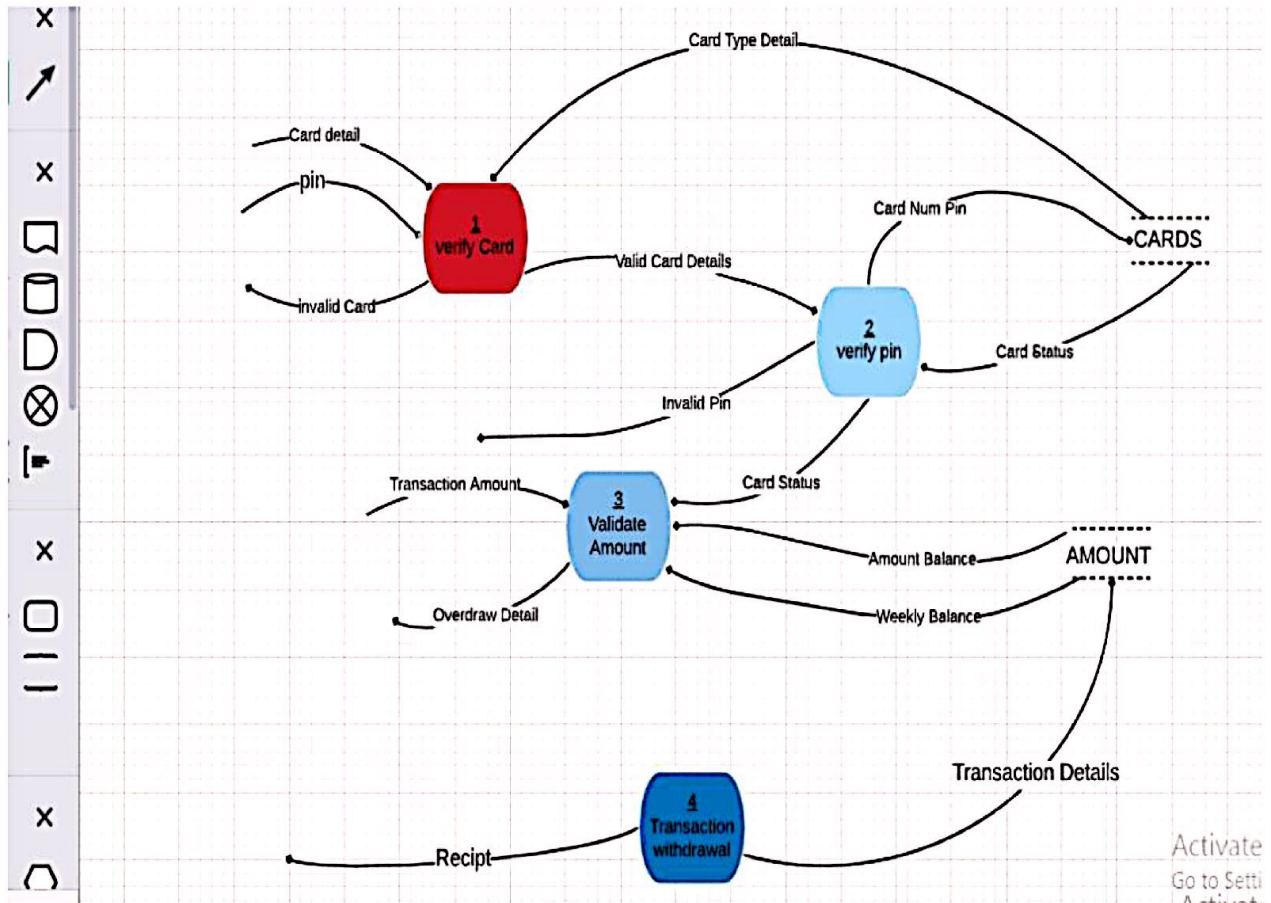 Card Type Detail
Card detail
pin
1
verify Card
Card Num Pin
CARDS
Valid Card Details
invalid Card
2
verify pin
Card Status
Invalid Pin
Transaction Amount
Card Status
3
Validate
Amount
Amount Balance
AMOUNT
Overdraw Detail
Weekly Balance
Transaction Details
4
Transaction
withdrawal
Recipt
Activate
Go to Setti